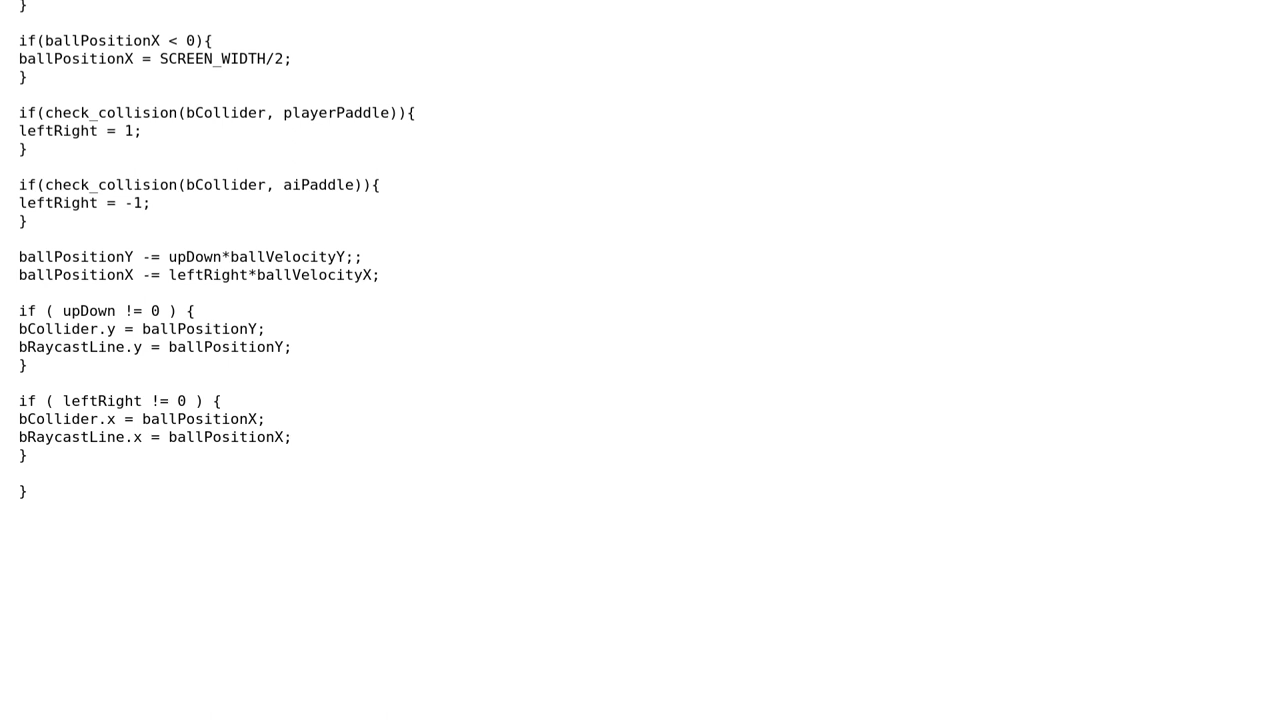 }
if(ballPositionX < 0){
ballPositionX = SCREEN_WIDTH/2;
}
if(check_collision(bCollider, playerPaddle)){
leftRight = 1;
}
if(check_collision(bCollider, aiPaddle)){
leftRight = -1;
}
ballPositionY -= upDown*ballVelocityY;;
ballPositionX -= leftRight*ballVelocityX;
if ( upDown != 0 ) {
bCollider.y = ballPositionY;
bRaycastLine.y = ballPositionY;
}
if ( leftRight != 0 ) {
bCollider.x = ballPositionX;
bRaycastLine.x = ballPositionX;
}
}